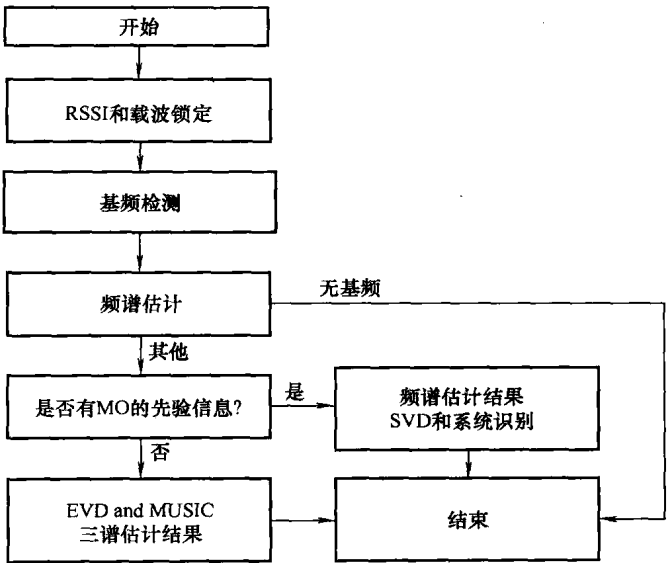 开始
RSSI和载波锁定
基频检测
频谱估计
无基频
其他
是否有MO的先验信息?
是
频谱估计结果
SVD和系统识别
否
EVD and MUSIC
三谱估计结果
结束